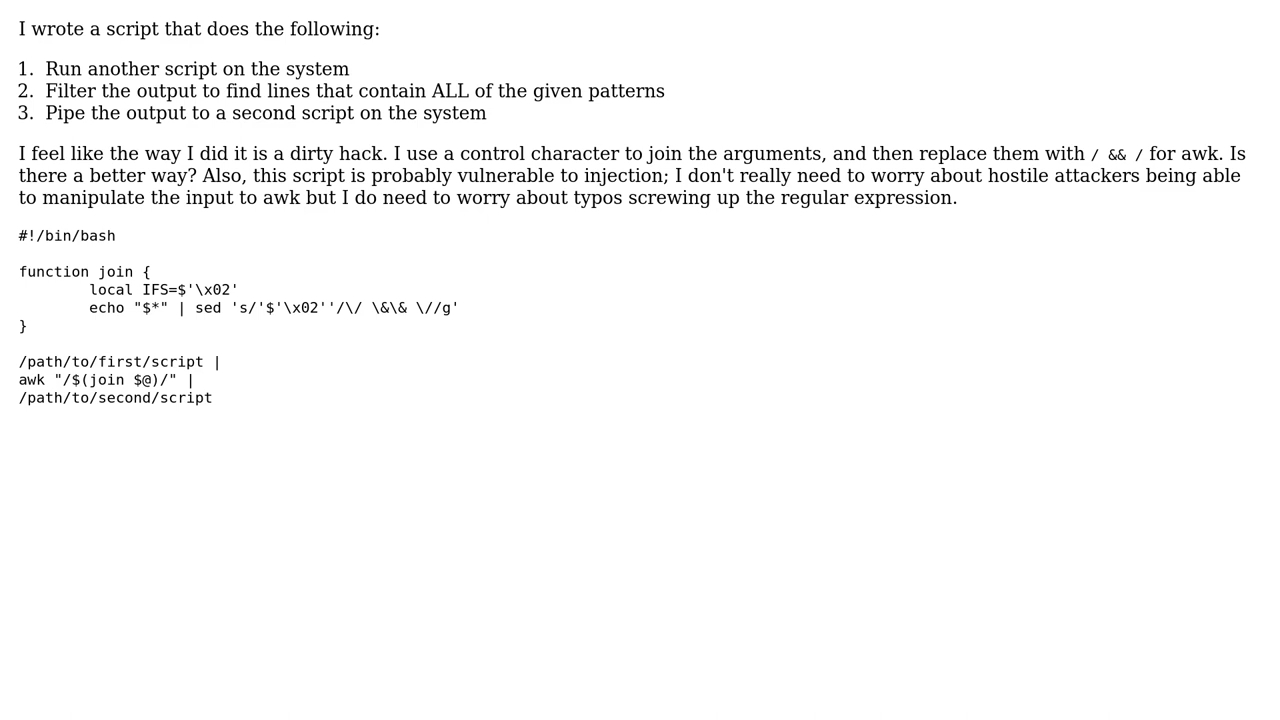 I wrote a script that does the following:
1. Run another script on the system
2. Filter the output to find lines that contain ALL of the given patterns
3. Pipe the output to a second script on the system
I feel like the way I did it is a dirty hack. I use a control character to join the arguments, and then replace them with / && / for awk. Is
there a better way? Also, this script is probably vulnerable to injection; I don't really need to worry about hostile attackers being able
to manipulate the input to awk but I do need to worry about typos screwing up the regular expression.
#!/bin/bash
function join {
        local IFS=$'\x02'
        echo "$*" | sed 's/'$'\x02''/\/ \&\& \//g'
}
/path/to/first/script |
awk "/$(join $@)/" |
/path/to/second/script